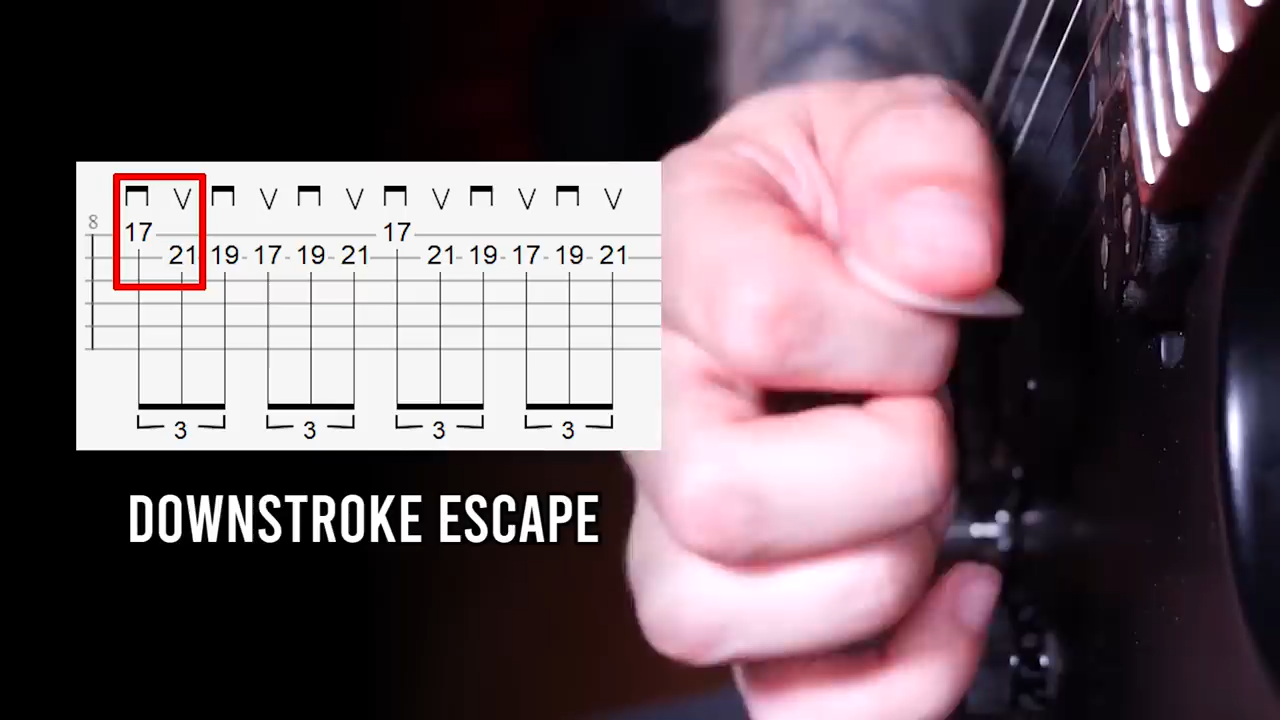 8
17 17
21 19 17 19 21 21 19 17 19 21
3 3 3 3
DOWNSTROKE ESCAPE